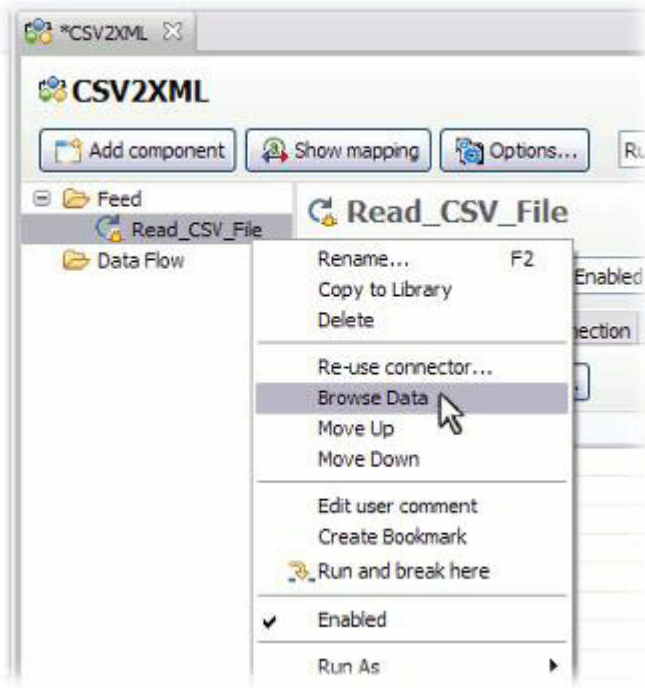 *CSV2XML
CSV2XML
Add component
Show mapping
Options...
Feed
Read_CSV_File
Read_CSV_File
Data Flow
Rename... F2
Enabled
Copy to Library
Delete
Re-use connector...
Browse Data
Move Up
Move Down
Edit user comment
Create Bookmark
Run and break here
Enabled
Run As